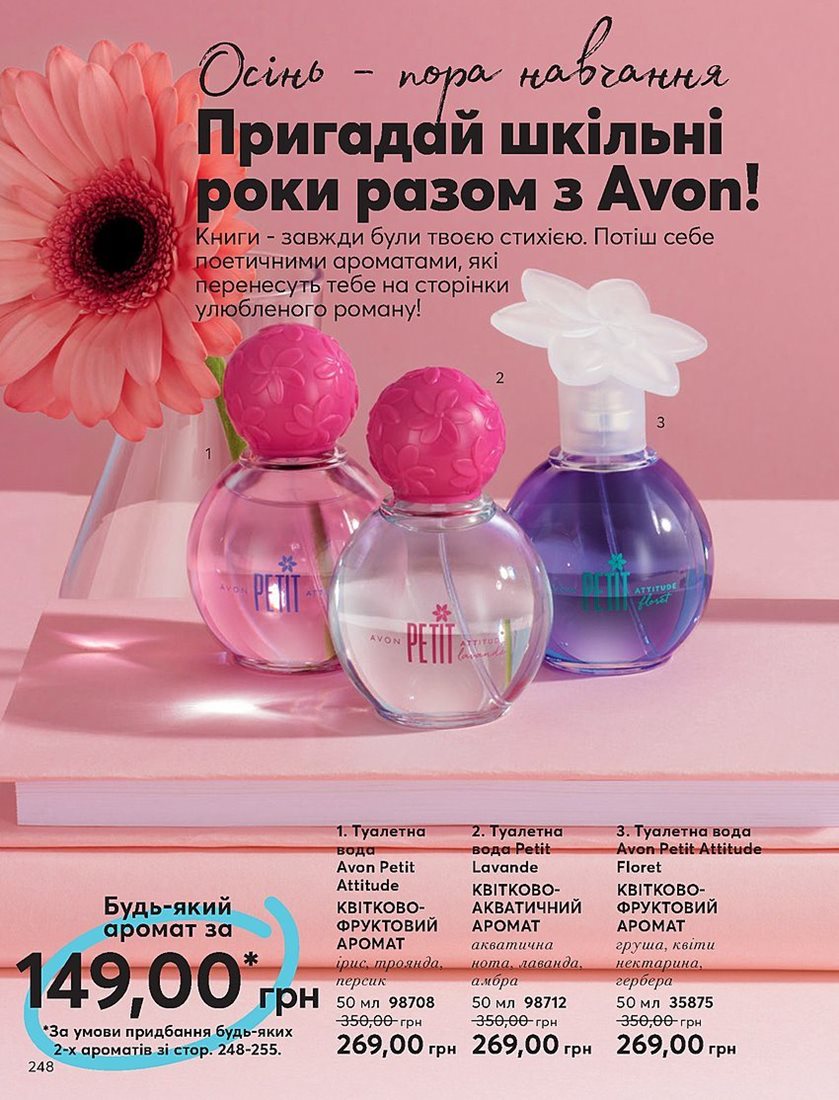 Осінь - пора навчання
Пригадай шкільні
роки разом з Avon!
Книги - завжди були твоєю стихією. Потіш себе
поетичними ароматами, які
перенесуть тебе на сторінки
улюбленого роману!
1
2
3
AVON PETIT ATT
AVON PETIT ATTITUDE
lavande
PETIT ATTITUDE
floret
Будь-який
аромат за
149,00* грн
*За умови придбання будь-яких
2-х ароматів зі стор. 248-255.
1. Туалетна
вода
Avon Petit
Attitude
КВІТКОВО-
ФРУКТОВИЙ
АРОМАТ
ірис, троянда,
персик
50 мл 98708
350,00 грн
269,00 грн
2. Туалетна
вода Petit
Lavande
КВІТКОВО-
АКВАТИЧНИЙ
АРОМАТ
акватична
нота, лаванда,
амбра
50 мл 98712
350,00 грн
269,00 грн
3. Туалетна вода
Avon Petit Attitude
Floret
КВІТКОВО-
ФРУКТОВИЙ
АРОМАТ
груша, квіти
нектарина,
гербера
50 мл 35875
350,00 грн
269,00 грн
248